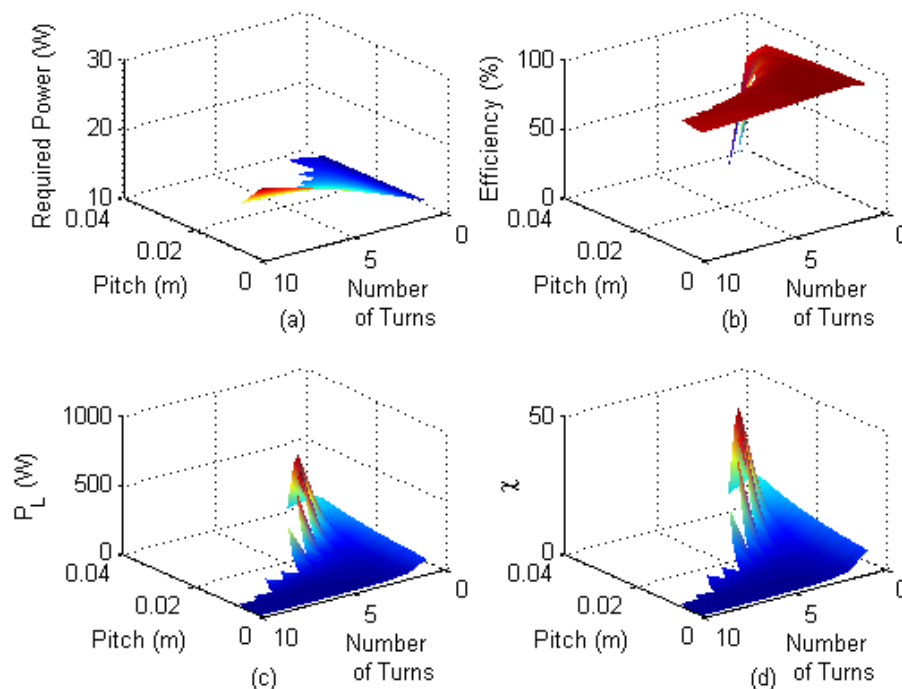 Required Power (W)
30
20
10
0.04
0.02
0
Pitch (m)
10
5
0
Number
of Turns
(a)
Efficiency (%)
100
50
0
0.04
0.02
0
Pitch (m)
10
5
0
Number
of Turns
(b)
P_L (W)
1000
500
0
0.04
0.02
0
Pitch (m)
10
5
0
Number
of Turns
(c)
χ
50
0
0.04
0.02
0
Pitch (m)
10
5
0
Number
of Turns
(d)